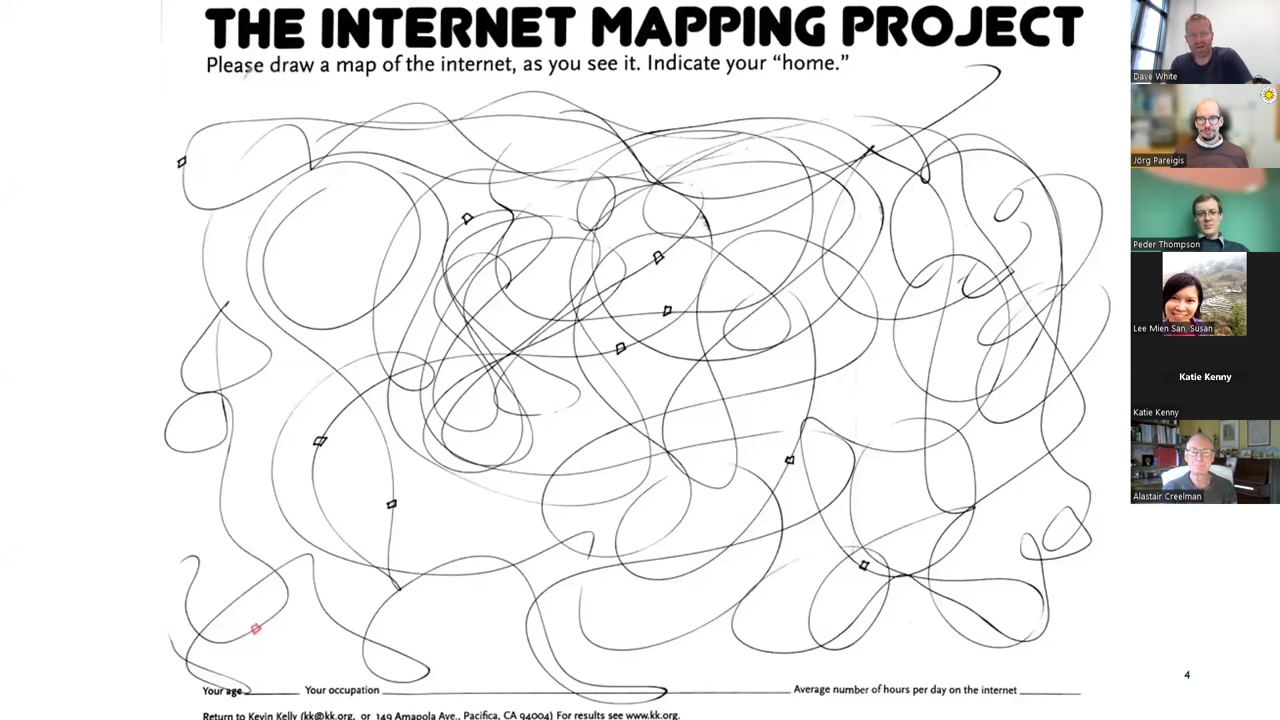 THE INTERNET MAPPING PROJECT
Please draw a map of the internet, as you see it. Indicate your “home.”
Dave White
Jörg Pareigis
Peder Thompson
Lee Mien San, Susan
Katie Kenny
Katie Kenny
Alastair Creelman
4
Your age Your occupation Average number of hours per day on the internet
Return to Kevin Kelly (kk@kk.org, or 149 Amapola Ave., Pacifica, CA 94004) For results see www.kk.org.